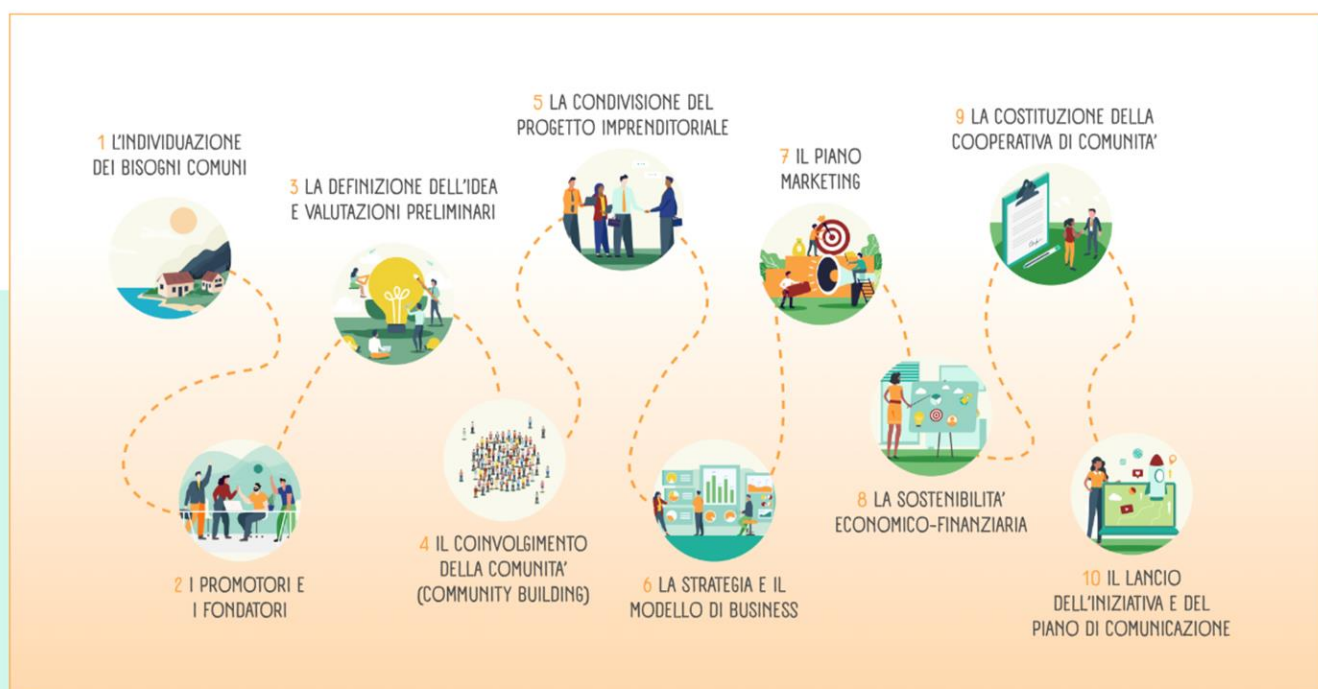 1 L'INDIVIDUAZIONE
DEI BISOGNI COMUNI
2 I PROMOTORI E
I FONDATORI
3 LA DEFINIZIONE DELL'IDEA
E VALUTAZIONI PRELIMINARI
4 IL COINVOLGIMENTO
DELLA COMUNITA'
(COMMUNITY BUILDING)
5 LA CONDIVISIONE DEL
PROGETTO IMPRENDITORIALE
6 LA STRATEGIA E IL
MODELLO DI BUSINESS
7 IL PIANO
MARKETING
8 LA SOSTENIBILITA'
ECONOMICO-FINANZIARIA
9 LA COSTITUZIONE DELLA
COOPERATIVA DI COMUNITA'
10 IL LANCIO
DELL'INIZIATIVA E DEL
PIANO DI COMUNICAZIONE